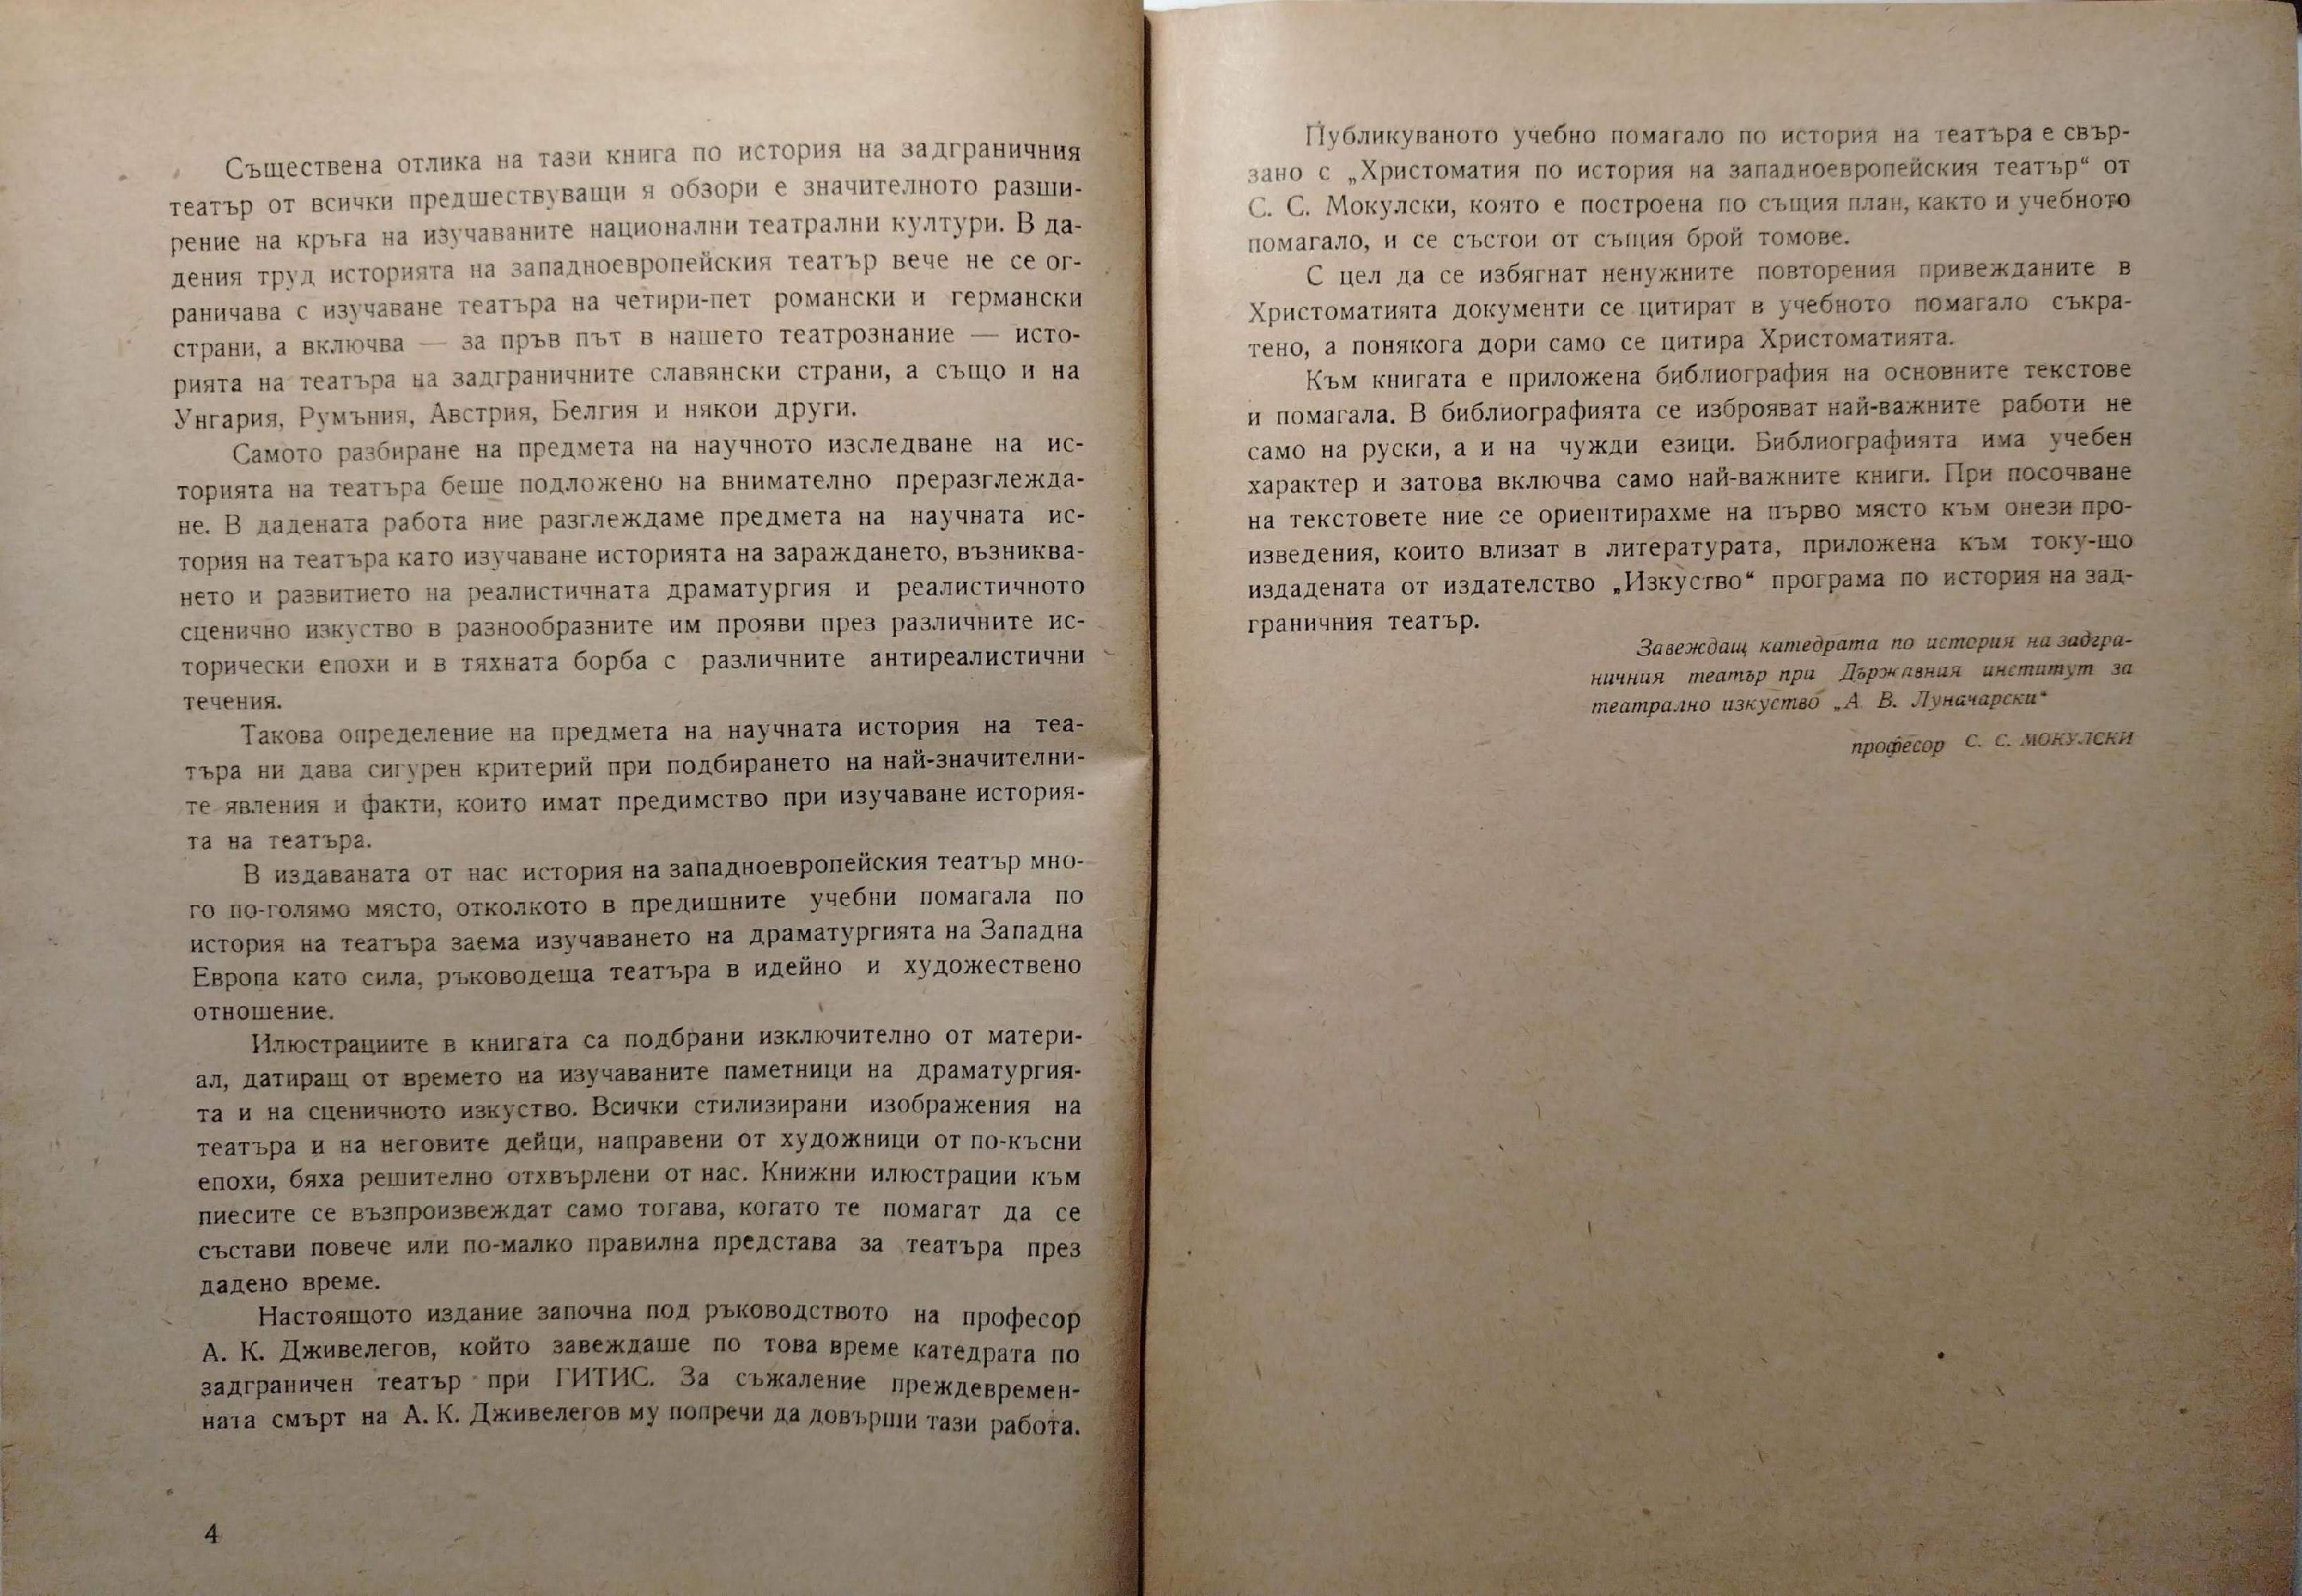 Съществена отлика на тази книга по история на задграничния
театър от всички предшествуващи я обзори е значителното разши-
рение на кръга на изучаваните национални театрални култури. В да-
дения труд историята на западноевропейския театър вече не се ог-
раничава с изучаване театъра на четири-пет романски и германски
страни, а включва — за пръв път в нашето театрознание — исто-
рията на театъра на задграничните славянски страни, а също и на
Унгария, Румъния, Австрия, Белгия и някои други.
Самото разбиране на предмета на научното изследване на ис-
торията на театъра беше подложено на внимателно преразглежда-
не. В дадената работа ние разглеждаме предмета на научната ис-
тория на театъра като изучаване историята на зараждането, възниква-
нето и развитието на реалистичната драматургия и реалистичното
сценично изкуство в разнообразните им прояви през различните ис-
торически епохи и в тяхната борба с различните антиреалистични
течения.
Такова определение на предмета на научната история на теа-
търа ни дава сигурен критерий при подбирането на най-значителни-
те явления и факти, които имат предимство при изучаване история-
та на театъра.
В издаваната от нас история на западноевропейския театър мно-
го по-голямо място, отколкото в предишните учебни помагала по
история на театъра заема изучаването на драматургията на Западна
Европа като сила, ръководеща театъра в идейно и художествено
отношение.
Илюстрациите в книгата са подбрани изключително от матери-
ал, датиращ от времето на изучаваните паметници на драматургия-
та и на сценичното изкуство. Всички стилизирани изображения на
театъра и на неговите дейци, направени от художници от по-късни
епохи, бяха решително отхвърлени от нас. Книжни илюстрации към
пиесите се възпроизвеждат само тогава, когато те помагат да се
състави повече или по-малко правилна представа за театъра през
дадено време.
Настоящото издание започна под ръководството на професор
А. К. Дживелегов, който завеждаше по това време катедрата по
задграничен театър при ГИТИС. За съжаление преждевремен-
ната смърт на А. К. Дживелегов му попречи да довърши тази работа.
4
Публикуваното учебно помагало по история на театъра е свър-
зано с „Христоматия по история на западноевропейския театър“ от
С. С. Мокулски, която е построена по същия план, както и учебното
помагало, и се състои от същия брой томове.
С цел да се избягнат ненужните повторения привежданите в
Христоматията документи се цитират в учебното помагало съкра-
тено, а понякога дори само се цитира Христоматията.
Към книгата е приложена библиография на основните текстове
и помагала. В библиографията се изброяват най-важните работи не
само на руски, а и на чужди езици. Библиографията има учебен
характер и затова включва само най-важните книги. При посочване
на текстовете ние се ориентирахме на първо място към онези про-
изведения, които влизат в литературата, приложена към току-що
издадената от издателство „Изкуство“ програма по история на зад-
граничния театър.
Завеждащ катедрата по история на задгра-
ничния театър при Държавния институт за
театрално изкуство „А. В. Луначарски“
професор С. С. МОКУЛСКИ